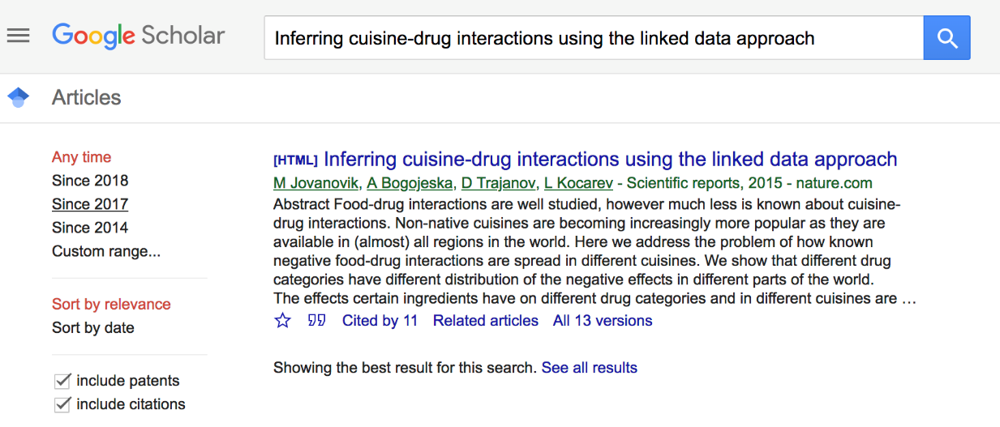 Google Scholar
Inferring cuisine-drug interactions using the linked data approach
Articles
Any time
Since 2018
Since 2017
Since 2014
Custom range...
Sort by relevance
Sort by date
include patents
include citations
[HTML] Inferring cuisine-drug interactions using the linked data approach
M Jovanovik, A Bogojeska, D Trajanov, L Kocarev - Scientific reports, 2015 - nature.com
Abstract Food-drug interactions are well studied, however much less is known about cuisine-
drug interactions. Non-native cuisines are becoming increasingly more popular as they are
available in (almost) all regions in the world. Here we address the problem of how known
negative food-drug interactions are spread in different cuisines. We show that different drug
categories have different distribution of the negative effects in different parts of the world.
The effects certain ingredients have on different drug categories and in different cuisines are …
Cited by 11 Related articles All 13 versions
Showing the best result for this search. See all results